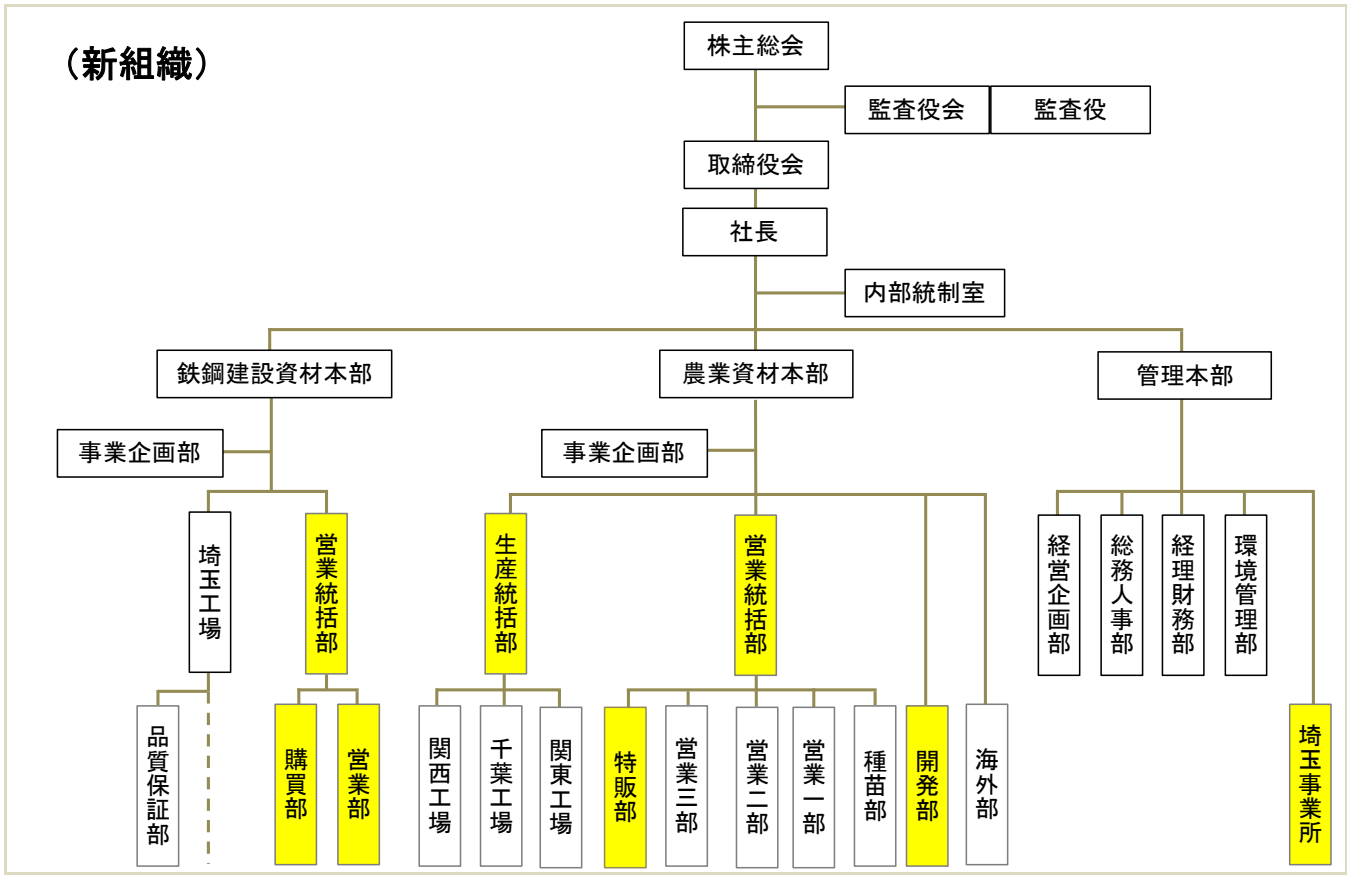 （新組織）
株主総会
監査役会
監査役
取締役会
社長
内部統制室
鉄鋼建設資材本部
農業資材本部
管理本部
事業企画部
事業企画部
埼玉工場
営業統括部
生産統括部
営業統括部
経営企画部
総務人事部
経理財務部
環境管理部
品質保証部
購買部
営業部
関西工場
千葉工場
関東工場
特販部
営業三部
営業二部
営業一部
種苗部
開発部
海外部
埼玉事業所